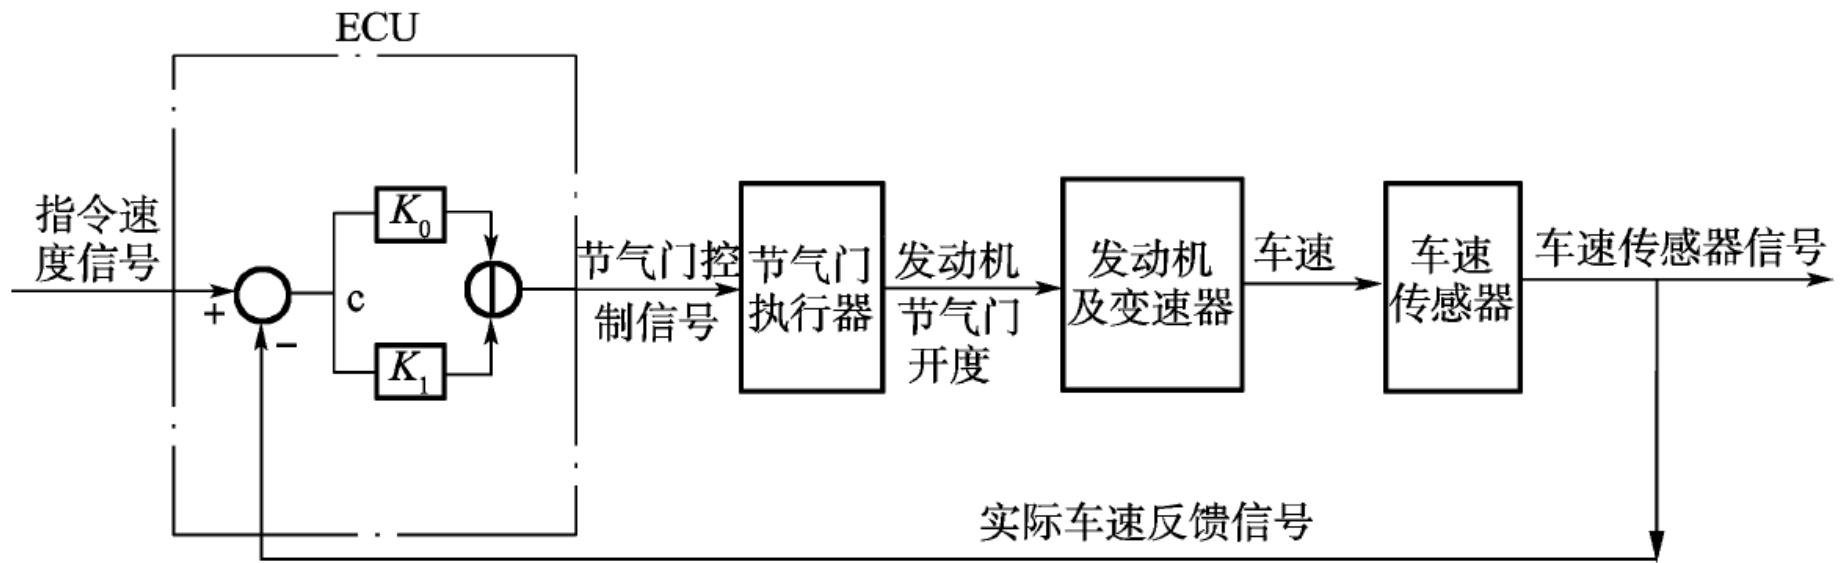 ECU
指令速
度信号
+
-
c
K0
K1
节气门控
制信号
节气门
执行器
发动机
节气门
开度
发动机
及变速器
车速
车速
传感器
车速传感器信号
实际车速反馈信号